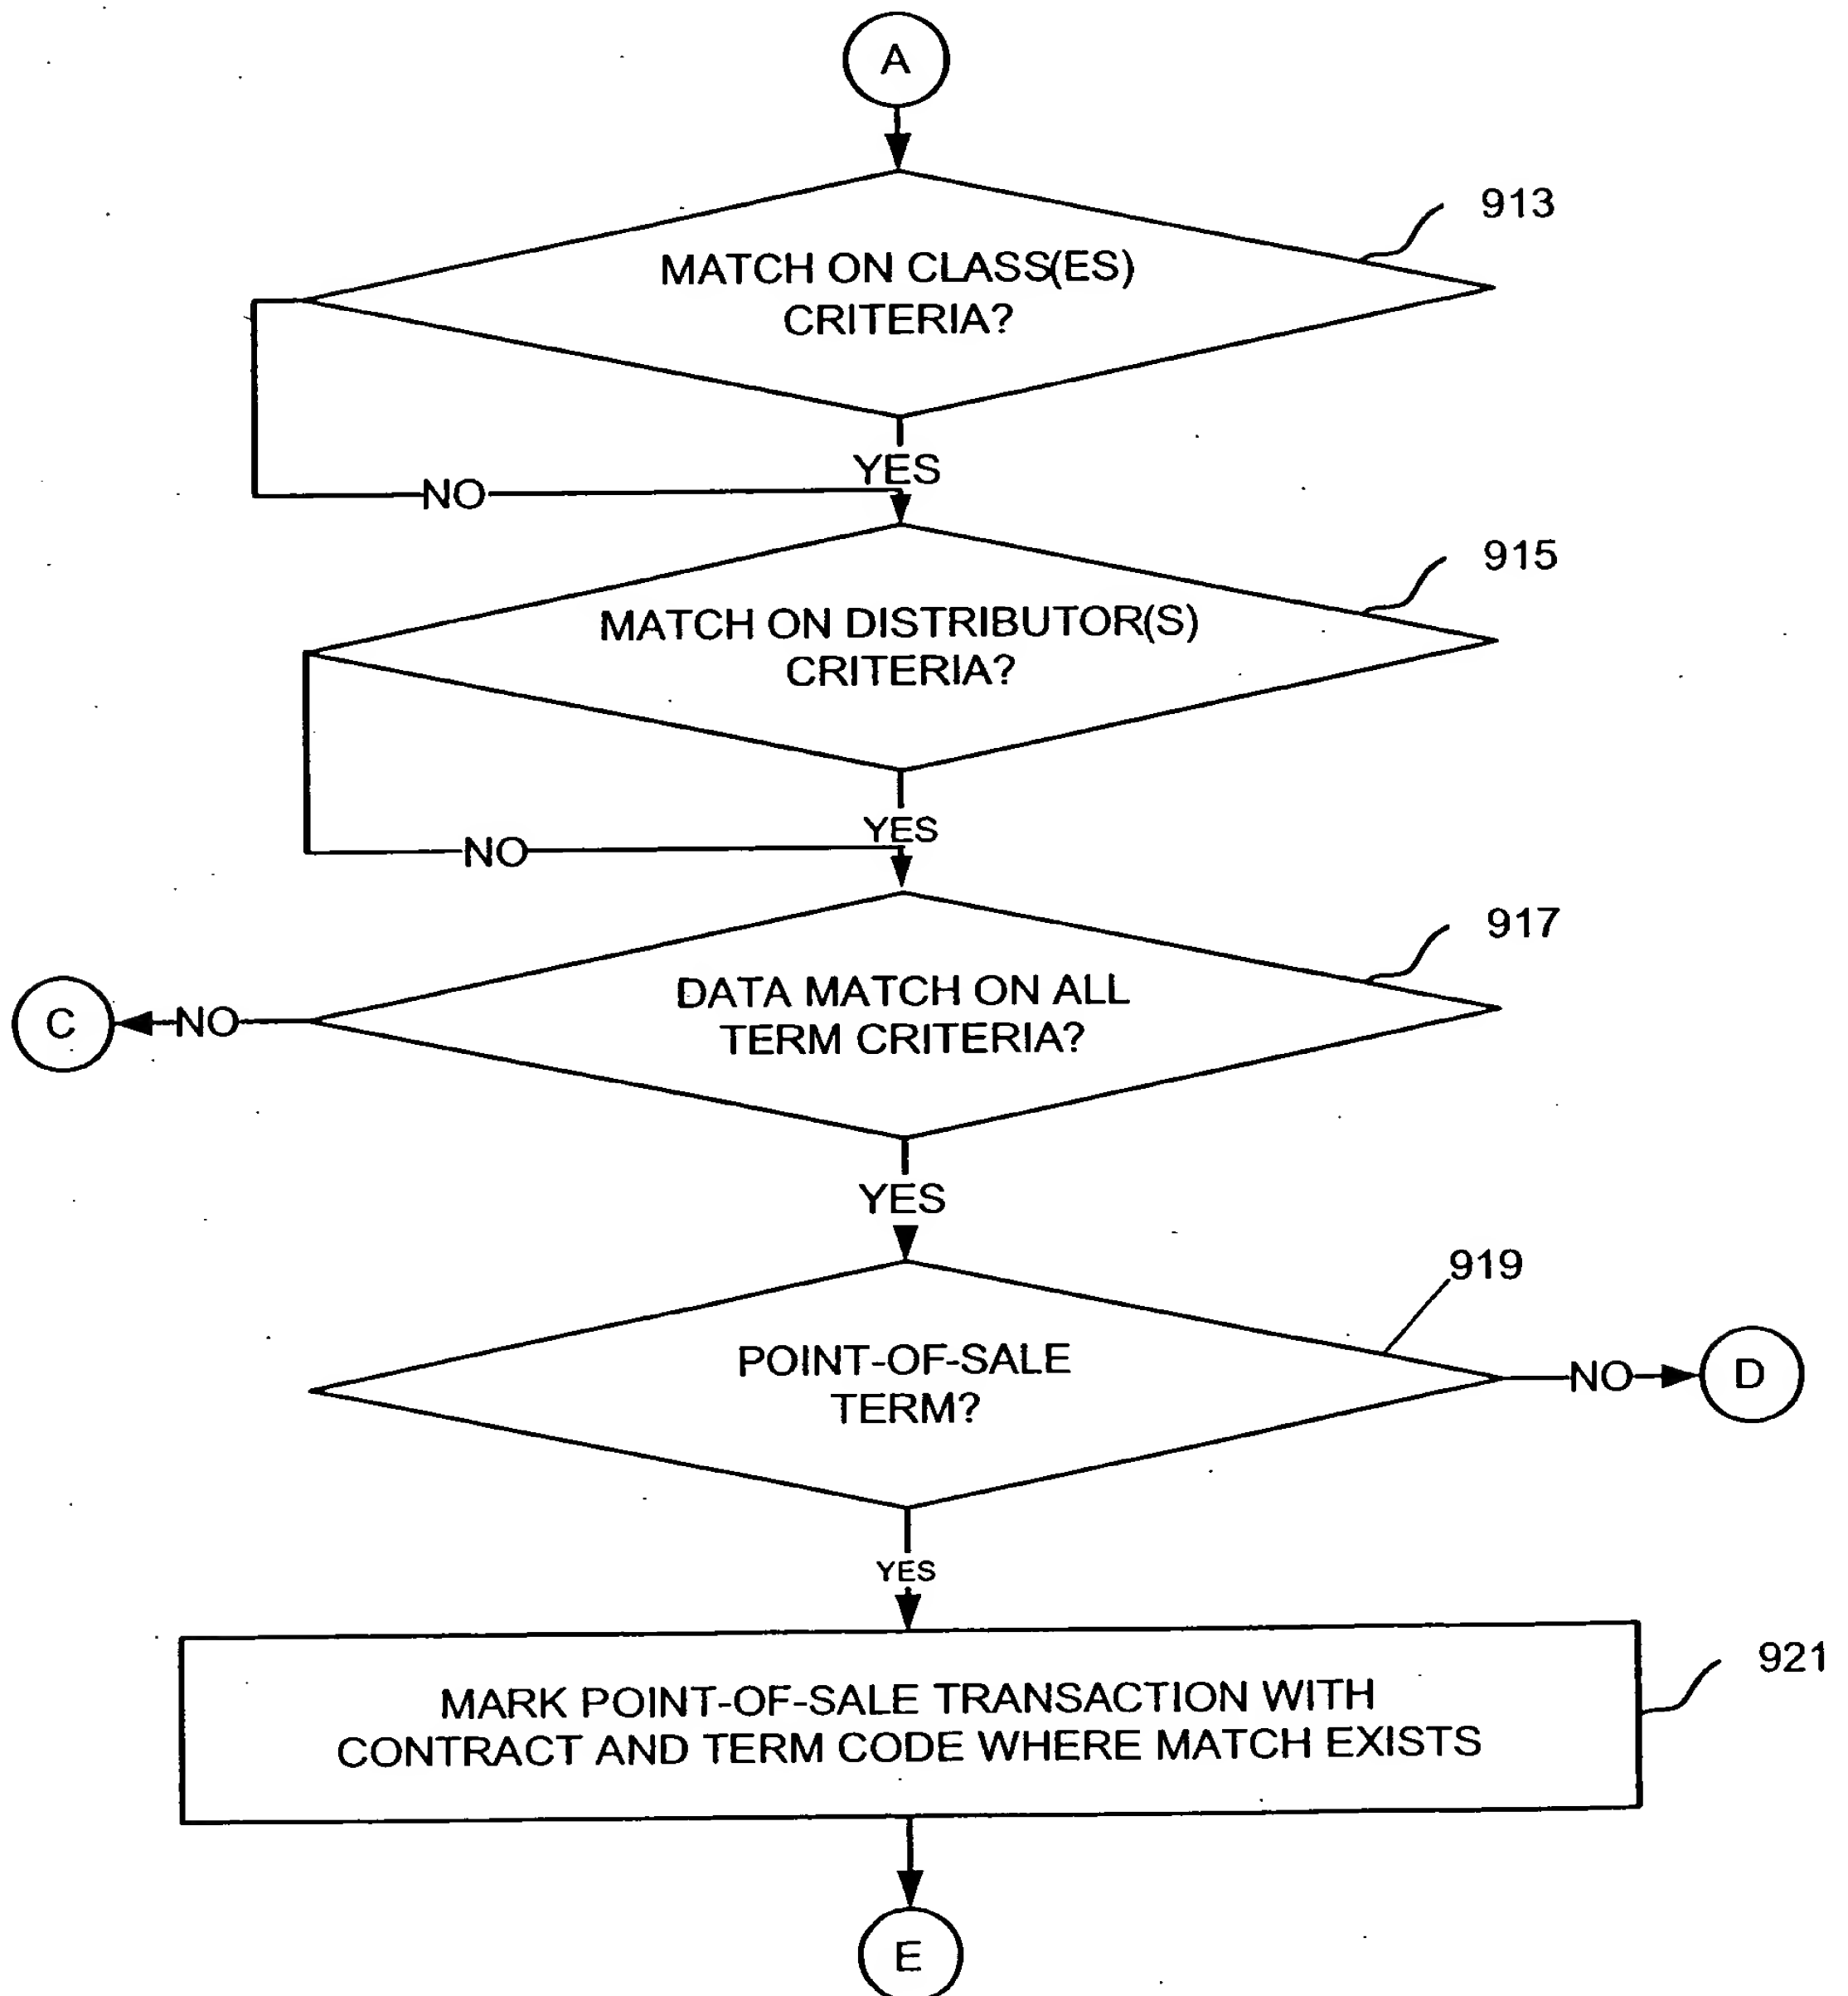 A
913
MATCH ON CLASS(ES)
CRITERIA?
YES
NO
915
MATCH ON DISTRIBUTOR(S)
CRITERIA?
YES
NO
917
DATA MATCH ON ALL
TERM CRITERIA?
C
NO
YES
919
POINT-OF-SALE
TERM?
NO
D
YES
921
MARK POINT-OF-SALE TRANSACTION WITH
CONTRACT AND TERM CODE WHERE MATCH EXISTS
E